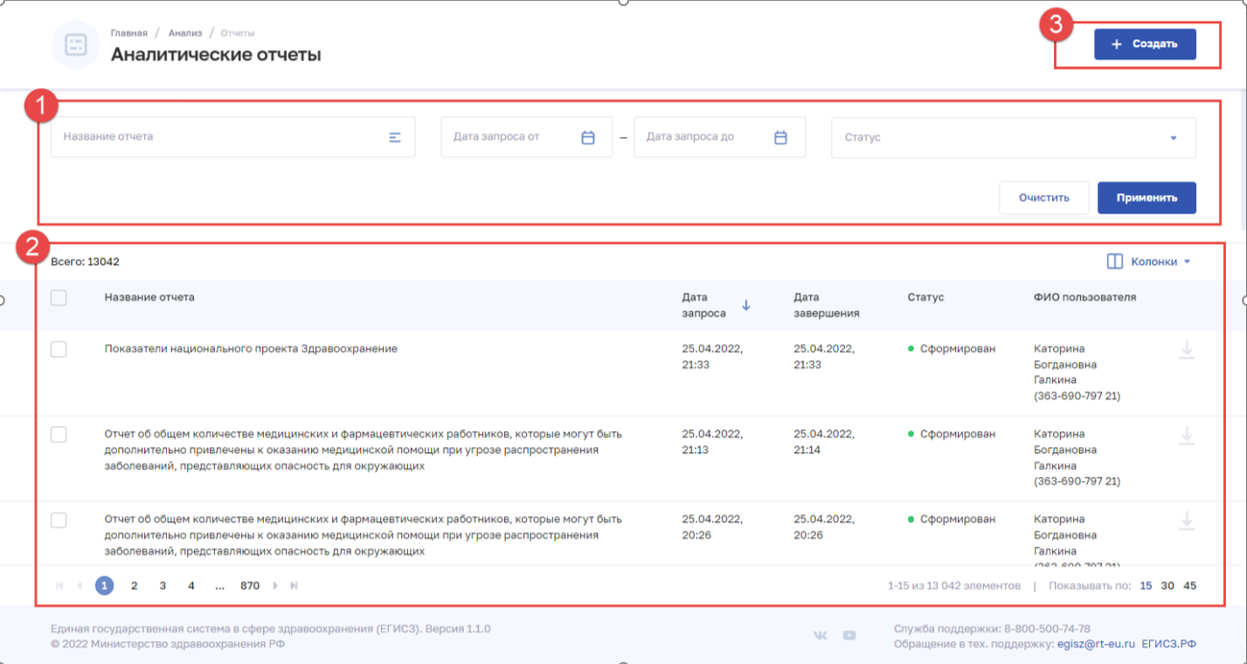 Главная / Анализ / Отчеты
Аналитические отчеты
3
+ Создать
1
Название отчета
Дата запроса от
–
Дата запроса до
Статус
Очистить
Применить
2
Всего: 13042
Колонки
Название отчета
Дата запроса
Дата завершения
Статус
ФИО пользователя
Показатели национального проекта Здравоохранение
25.04.2022,
21:33
25.04.2022,
21:33
Сформирован
Каторина
Богдановна
Галкина
(363-690-797 21)
Отчет об общем количестве медицинских и фармацевтических работников, которые могут быть
дополнительно привлечены к оказанию медицинской помощи при угрозе распространения
заболеваний, представляющих опасность для окружающих
25.04.2022,
21:13
25.04.2022,
21:14
Сформирован
Каторина
Богдановна
Галкина
(363-690-797 21)
Отчет об общем количестве медицинских и фармацевтических работников, которые могут быть
дополнительно привлечены к оказанию медицинской помощи при угрозе распространения
заболеваний, представляющих опасность для окружающих
25.04.2022,
20:26
25.04.2022,
20:26
Сформирован
Каторина
Богдановна
Галкина
(363-690-797 21)
1 2 3 4 ... 870
1-15 из 13 042 элементов | Показывать по: 15 30 45
Единая государственная система в сфере здравоохранения (ЕГИСЗ). Версия 1.1.0
© 2022 Министерство здравоохранения РФ
Служба поддержки: 8-800-500-74-78
Обращение в тех. поддержку: egisz@rt-eu.ru ЕГИСЗ.РФ